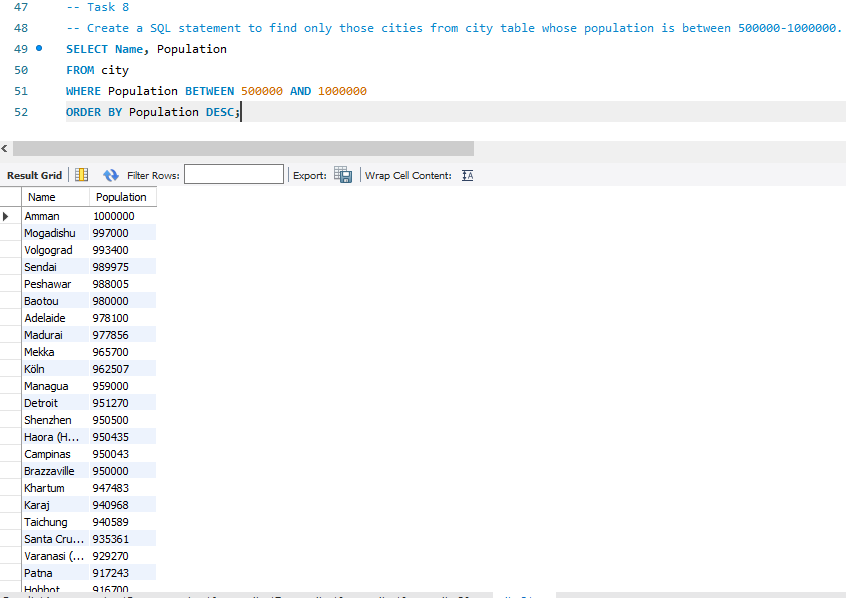 47 -- Task 8
48 -- Create a SQL statement to find only those cities from city table whose population is between 500000-1000000.
49 SELECT Name, Population
50 FROM city
51 WHERE Population BETWEEN 500000 AND 1000000
52 ORDER BY Population DESC;
Result Grid Filter Rows: Export: Wrap Cell Content:
Name Population
Amman 1000000
Mogadishu 997000
Volgograd 993400
Sendai 989975
Peshawar 988005
Baotou 980000
Adelaide 978100
Madurai 977856
Mekka 965700
Köln 962507
Managua 959000
Detroit 951270
Shenzhen 950500
Haora (H... 950435
Campinas 950043
Brazzaville 950000
Khartum 947483
Karaj 940968
Taichung 940589
Santa Cru... 935361
Varanasi (... 929270
Patna 917243
Hohhot 916700